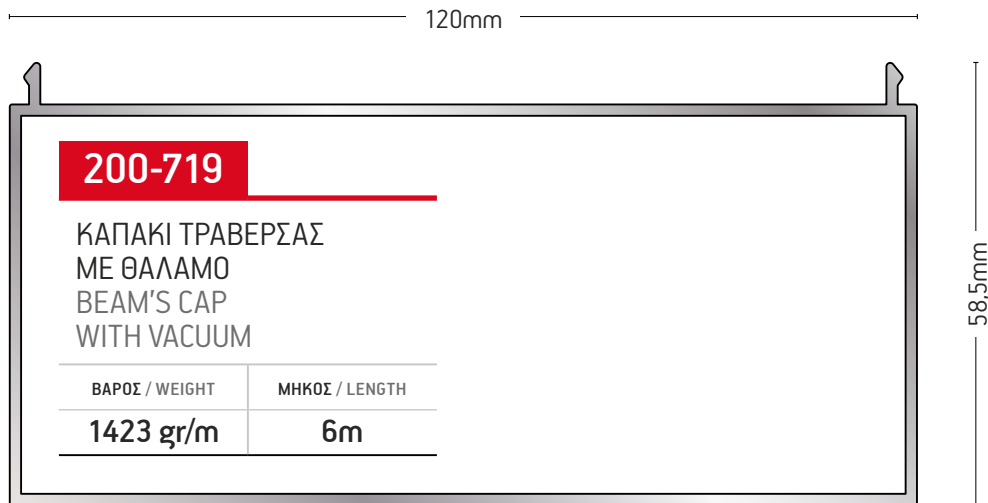 120mm
200-719
ΚΑΠΑΚΙ ΤΡΑΒΕΡΣΑΣ
ΜΕ ΘΑΛΑΜΟ
BEAM'S CAP
WITH VACUUM
ΒΑΡΟΣ / WEIGHT ΜΗΚΟΣ / LENGTH
1423 gr/m 6m
58,5mm